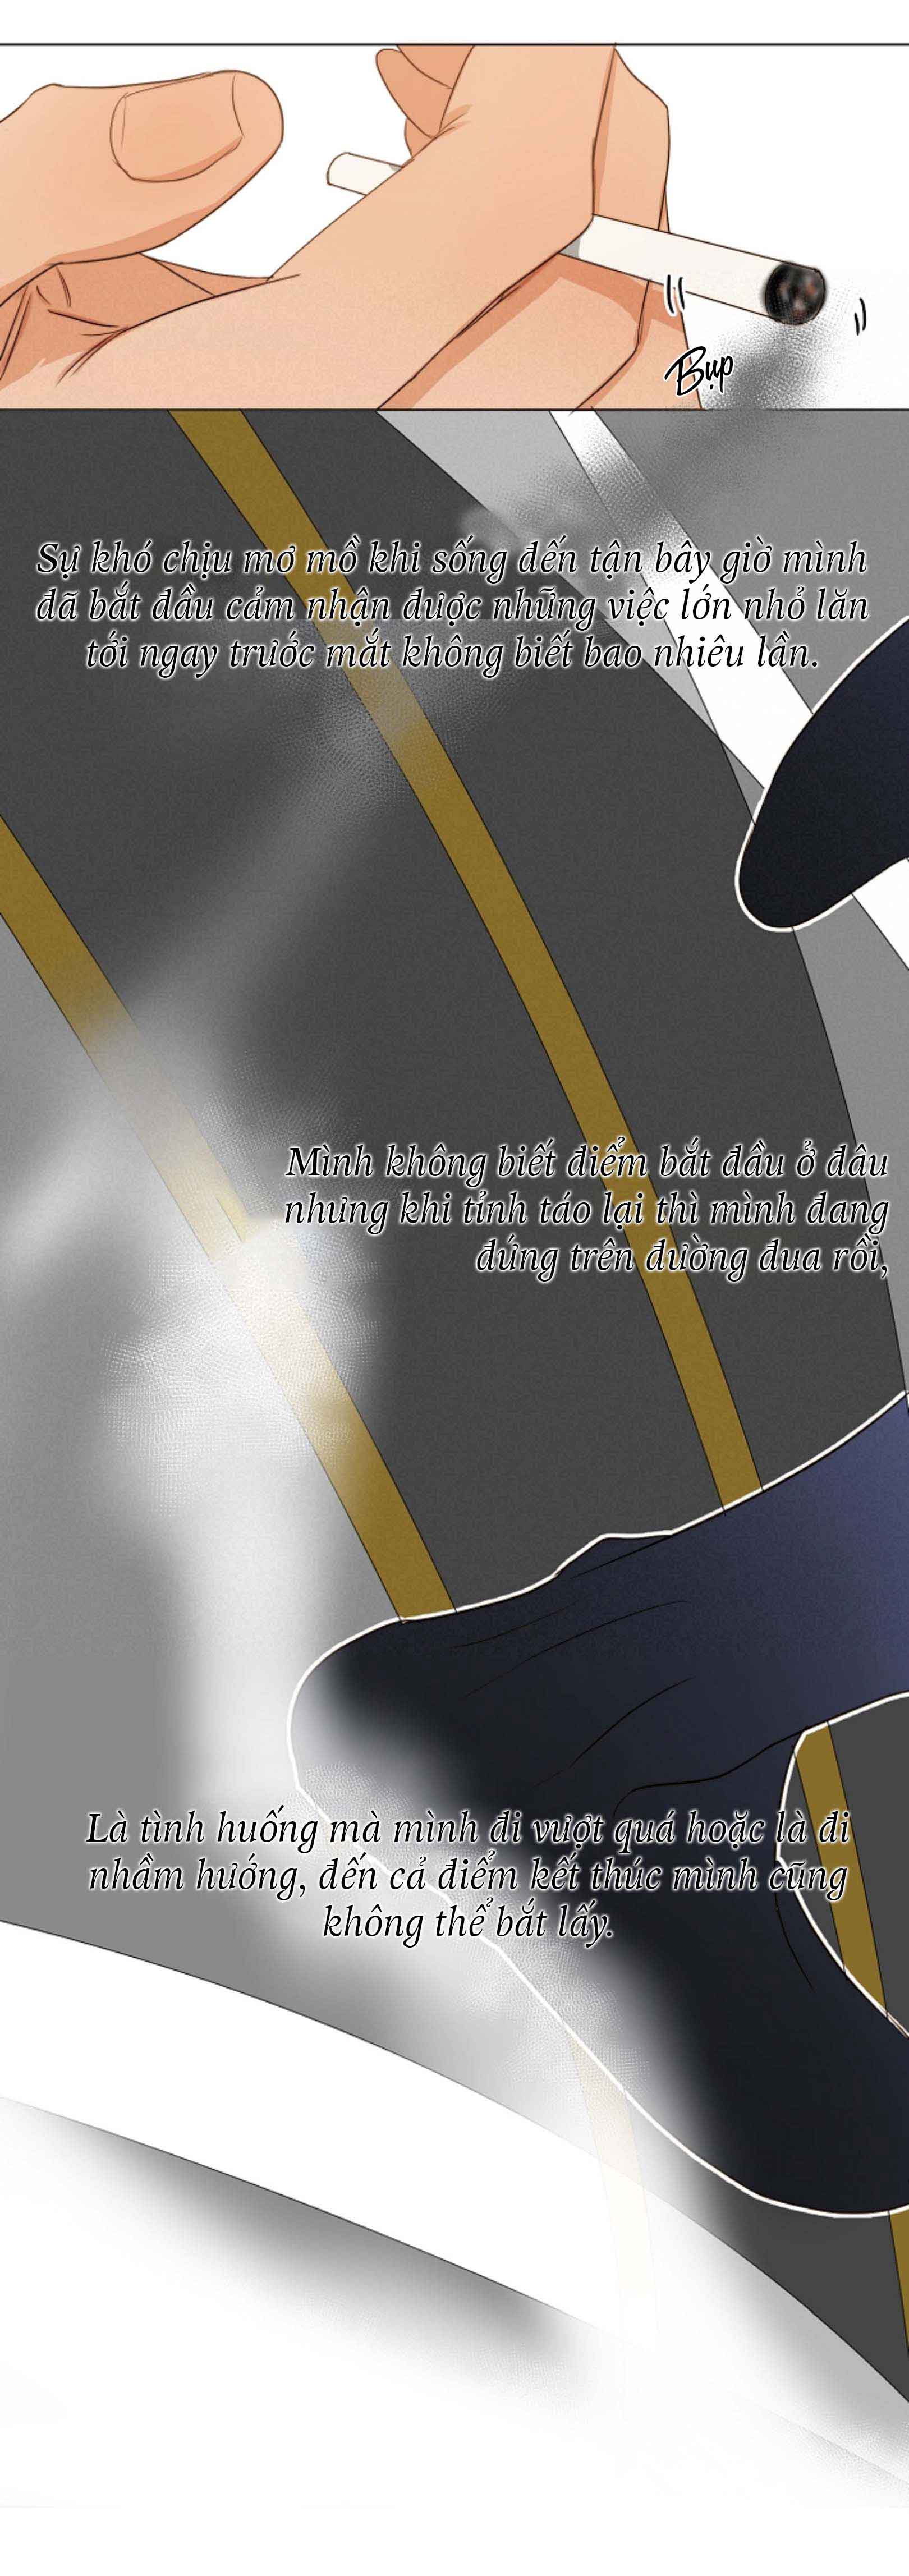 Bụp
Sự khó chịu mơ mồ khi sống đến tận bây giờ mình
đã bắt đầu cảm nhận được những việc lớn nhỏ lăn
tới ngay trước mắt không biết bao nhiêu lần.
Mình không biết điểm bắt đầu ở đâu
nhưng khi tỉnh táo lại thì mình đang
đứng trên đường đua rồi,
Là tình huống mà mình đi vượt quá hoặc là đi
nhầm hướng, đến cả điểm kết thúc mình cũng
không thể bắt lấy.